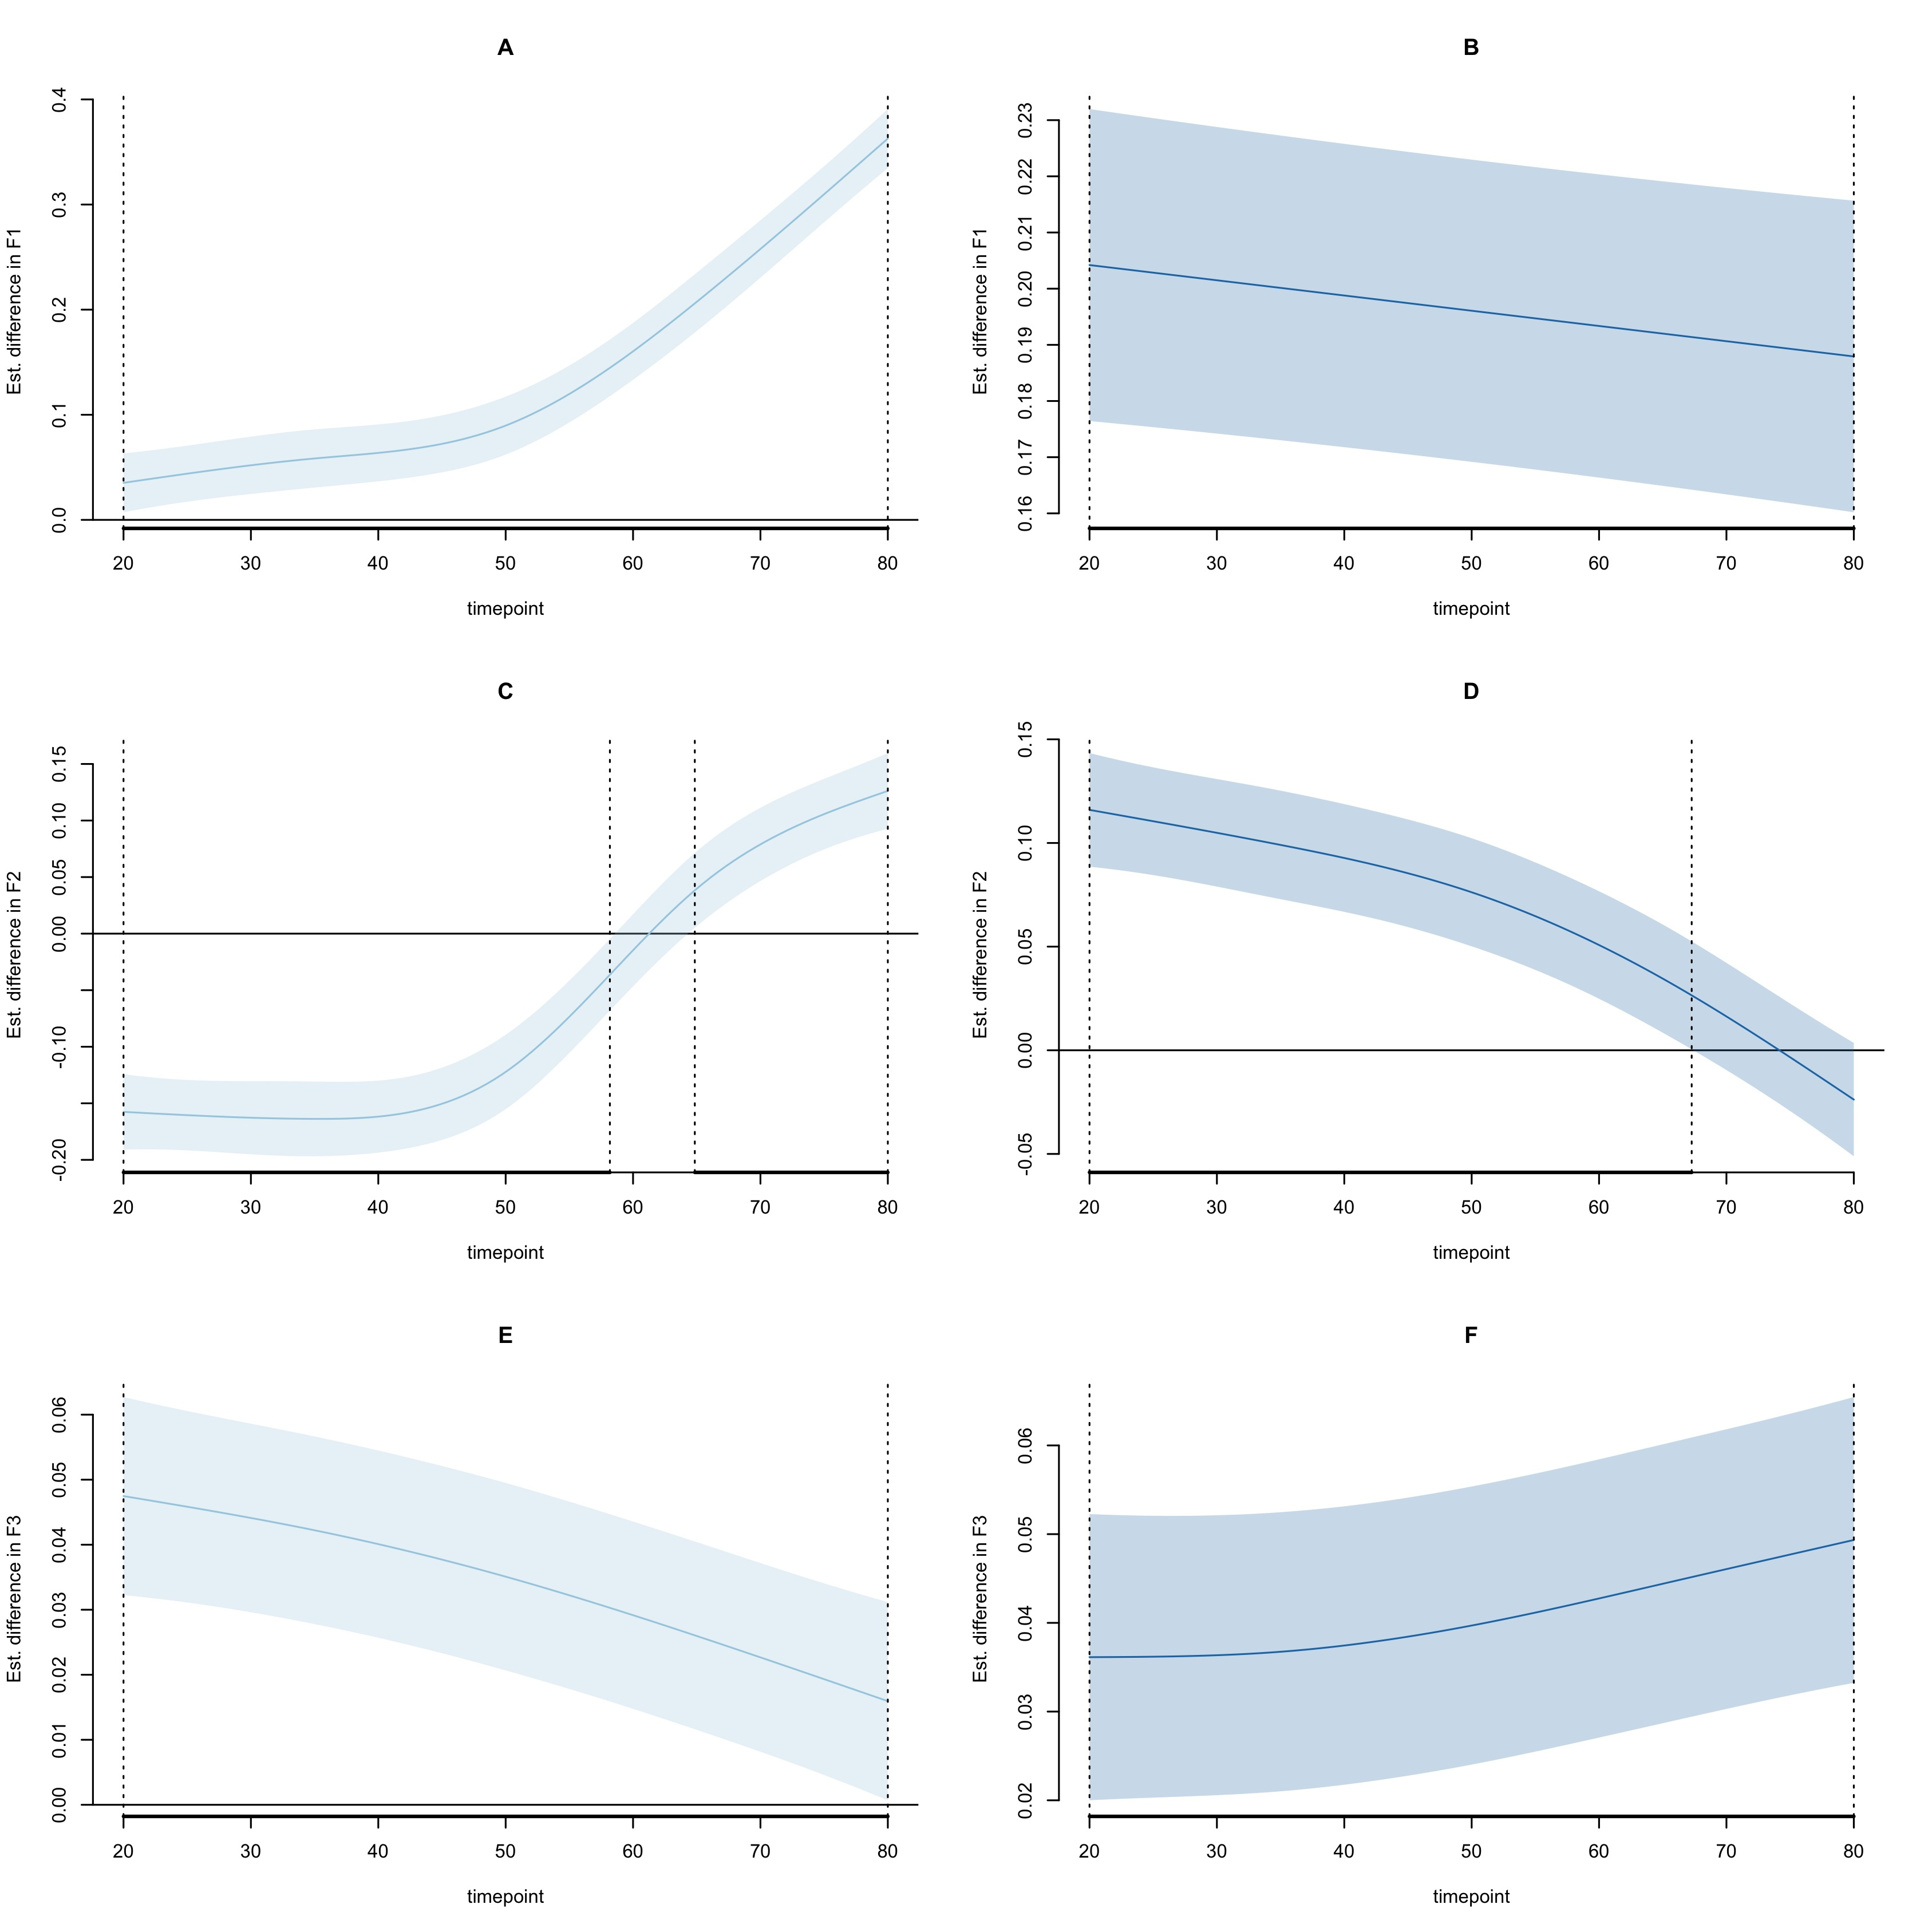 A
Est. difference in F1
0.4
0.3
0.2
0.1
0.0
20 30 40 50 60 70 80
timepoint
B
Est. difference in F1
0.23
0.22
0.21
0.20
0.19
0.18
0.17
0.16
20 30 40 50 60 70 80
timepoint
C
Est. difference in F2
0.15
0.10
0.05
0.00
-0.10
-0.20
20 30 40 50 60 70 80
timepoint
D
Est. difference in F2
0.15
0.10
0.05
0.00
-0.05
20 30 40 50 60 70 80
timepoint
E
Est. difference in F3
0.06
0.05
0.04
0.03
0.02
0.01
0.00
20 30 40 50 60 70 80
timepoint
F
Est. difference in F3
0.06
0.05
0.04
0.03
0.02
20 30 40 50 60 70 80
timepoint